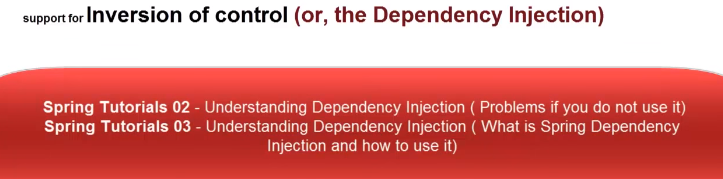 support for Inversion of control (or, the Dependency Injection)
Spring Tutorials 02 - Understanding Dependency Injection ( Problems if you do not use it)
Spring Tutorials 03 - Understanding Dependency Injection ( What is Spring Dependency
Injection and how to use it)